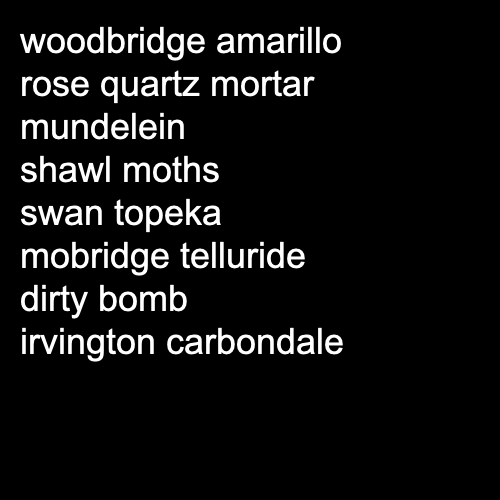 woodbridge amarillo
rose quartz mortar
mundelein
shawl moths
swan topeka
mobridge telluride
dirty bomb
irvington carbondale